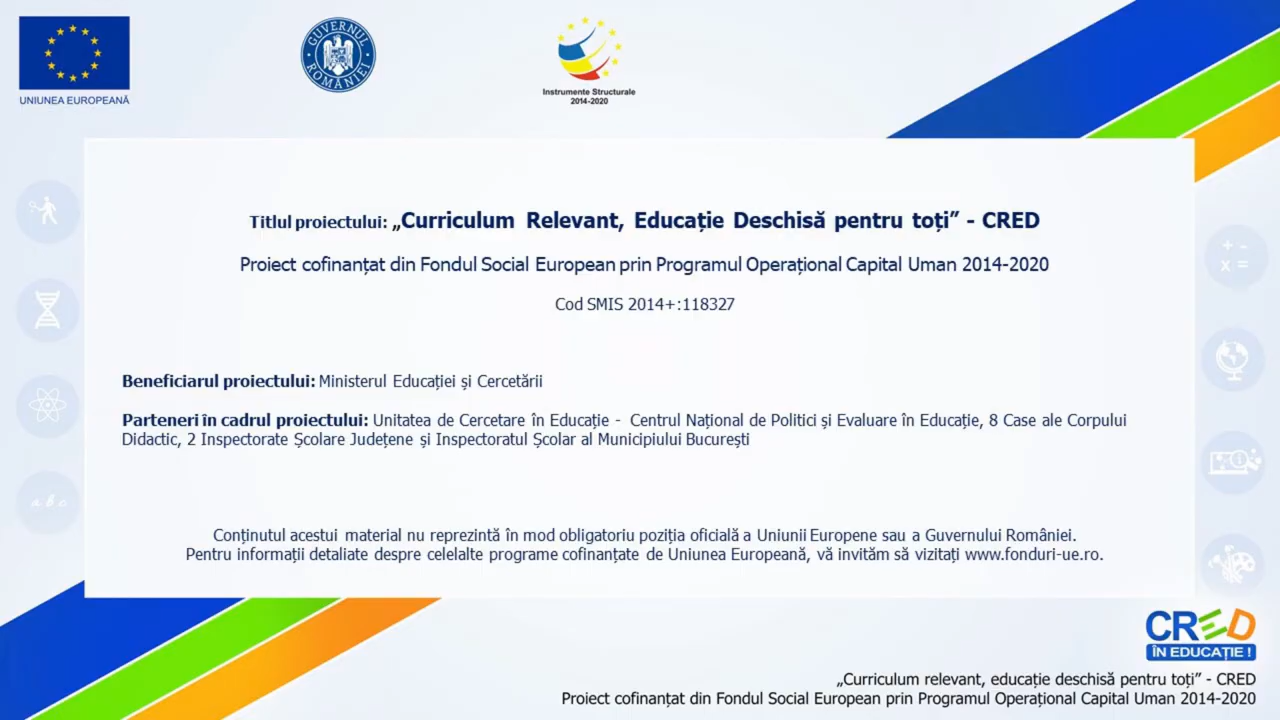 UNIUNEA EUROPEANĂ
GUVERNUL ROMÂNIEI
Instrumente Structurale
2014-2020
Titlul proiectului: „Curriculum Relevant, Educație Deschisă pentru toți” - CRED
Proiect cofinanțat din Fondul Social European prin Programul Operațional Capital Uman 2014-2020
Cod SMIS 2014+:118327
Beneficiarul proiectului: Ministerul Educației și Cercetării
Parteneri în cadrul proiectului: Unitatea de Cercetare în Educație - Centrul Național de Politici și Evaluare în Educație, 8 Case ale Corpului
Didactic, 2 Inspectorate Școlare Județene și Inspectoratul Școlar al Municipiului București
+ -
x =
a b c
Conținutul acestui material nu reprezintă în mod obligatoriu poziția oficială a Uniunii Europene sau a Guvernului României.
Pentru informații detaliate despre celelalte programe cofinanțate de Uniunea Europeană, vă invităm să vizitați www.fonduri-ue.ro.
CRED
ÎN EDUCAȚIE !
„Curriculum relevant, educație deschisă pentru toți” - CRED
Proiect cofinanțat din Fondul Social European prin Programul Operațional Capital Uman 2014-2020